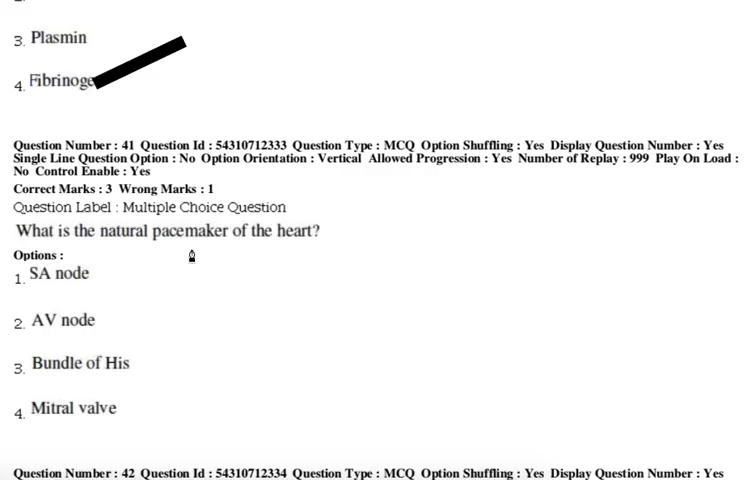 3. Plasmin
4.
Question Number : 41 Question Id : 54310712333 Question Type : MCQ Option Shuffling : Yes Display Question Number : Yes
Single Line Question Option : No Option Orientation : Vertical Allowed Progression : Yes Number of Replay : 999 Play On Load :
No Control Enable : Yes
Correct Marks : 3 Wrong Marks : 1
Question Label : Multiple Choice Question
What is the natural pacemaker of the heart?
Options :
1. SA node
2. AV node
3. Bundle of His
4. Mitral valve
Question Number : 42 Question Id : 54310712334 Question Type : MCQ Option Shuffling : Yes Display Question Number : Yes